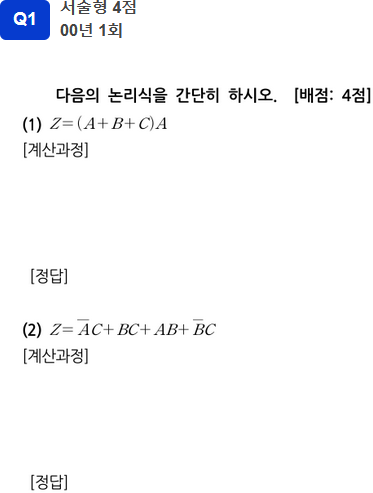 Q1
서술형 4점
00년 1회
다음의 논리식을 간단히 하시오. [배점: 4점]
(1) Z=(A+B+C)A
[계산과정]
[정답]
(2) Z=A̅C+BC+AB+B̅C
[계산과정]
[정답]